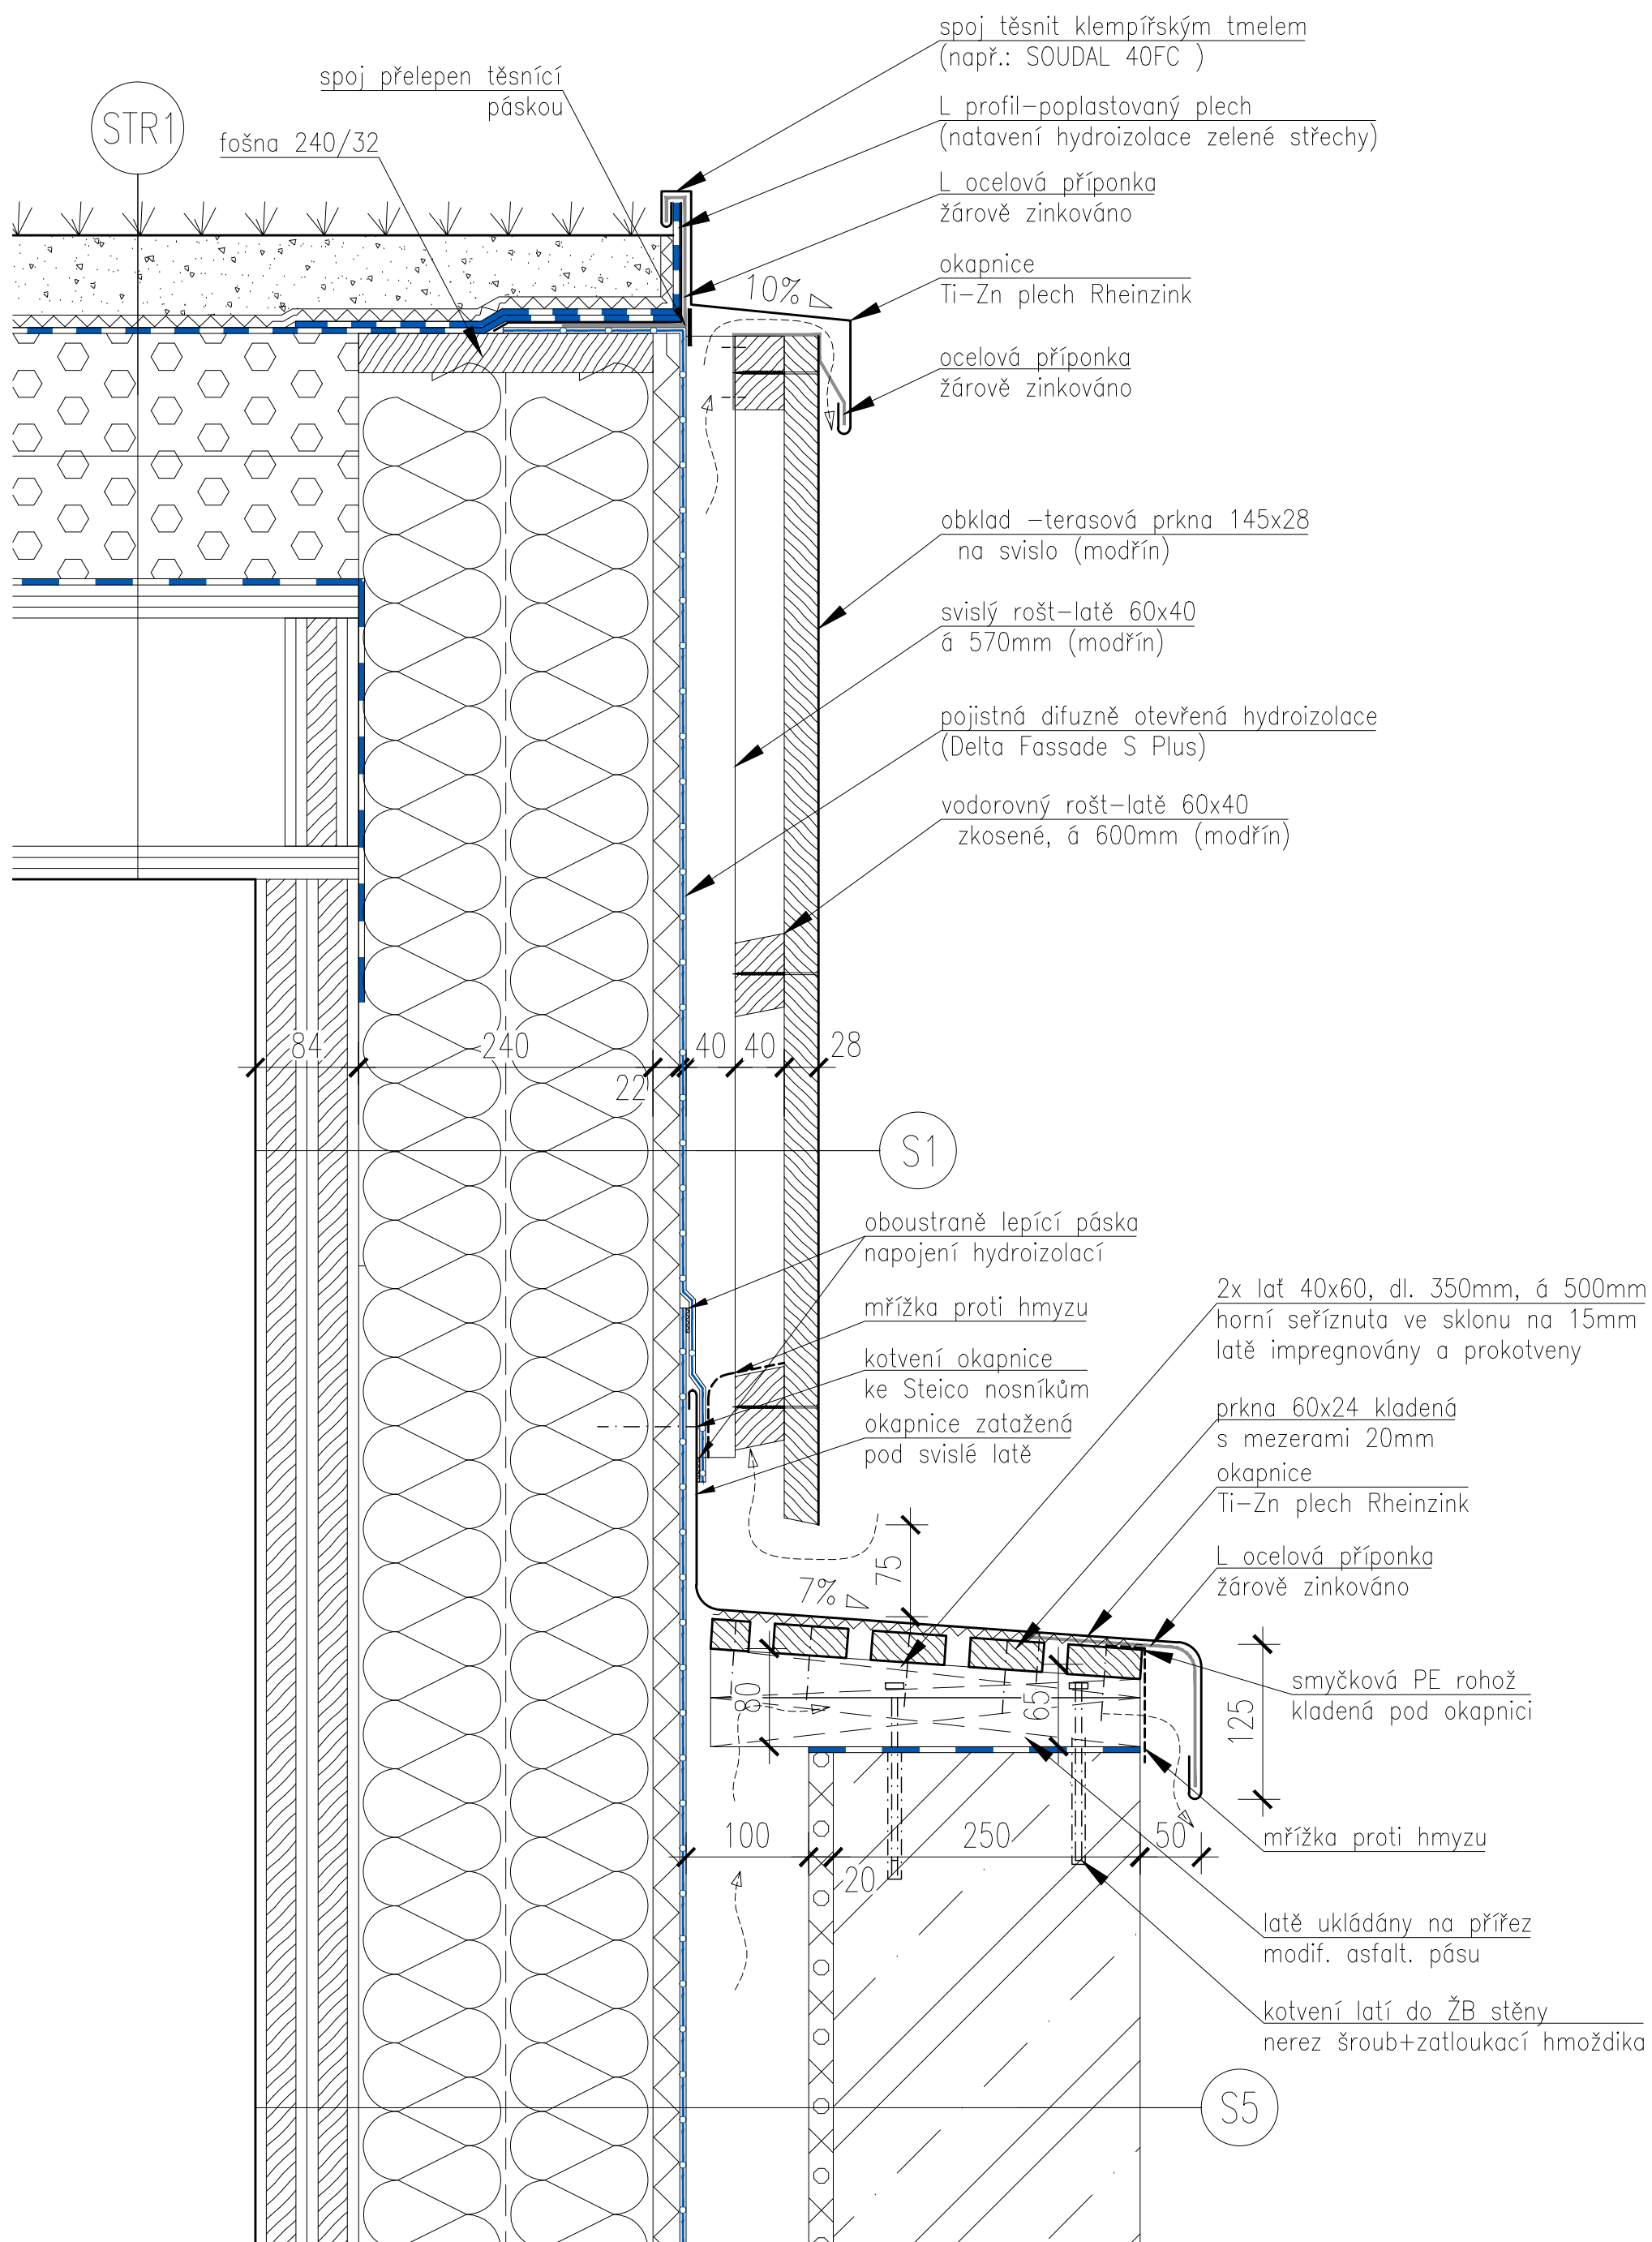 spoj těsnit klempířským tmelem
(např.: SOUDAL 40FC )
spoj přelepen těsnící
páskou
L profil-poplastovaný plech
(natavení hydroizolace zelené střechy)
STR1
fošna 240/32
L ocelová příponka
žárově zinkováno
okapnice
Ti-Zn plech Rheinzink
10%
ocelová příponka
žárově zinkováno
obklad -terasová prkna 145x28
na svislo (modřín)
svislý rošt-latě 60x40
á 570mm (modřín)
pojistná difuzně otevřená hydroizolace
(Delta Fassade S Plus)
vodorovný rošt-latě 60x40
zkosené, á 600mm (modřín)
84
240
22
40
40
28
S1
oboustraně lepící páska
napojení hydroizolací
mřížka proti hmyzu
kotvení okapnice
ke Steico nosníkům
okapnice zatažená
pod svislé latě
2x lať 40x60, dl. 350mm, á 500mm
horní seříznuta ve sklonu na 15mm
latě impregnovány a prokotveny
prkna 60x24 kladená
s mezerami 20mm
okapnice
Ti-Zn plech Rheinzink
L ocelová příponka
žárově zinkováno
75
7%
80
65
125
smyčková PE rohož
kladená pod okapnici
100
20
250
50
mřížka proti hmyzu
latě ukládány na přířez
modif. asfalt. pásu
kotvení latí do ŽB stěny
nerez šroub+zatloukací hmoždika
S5